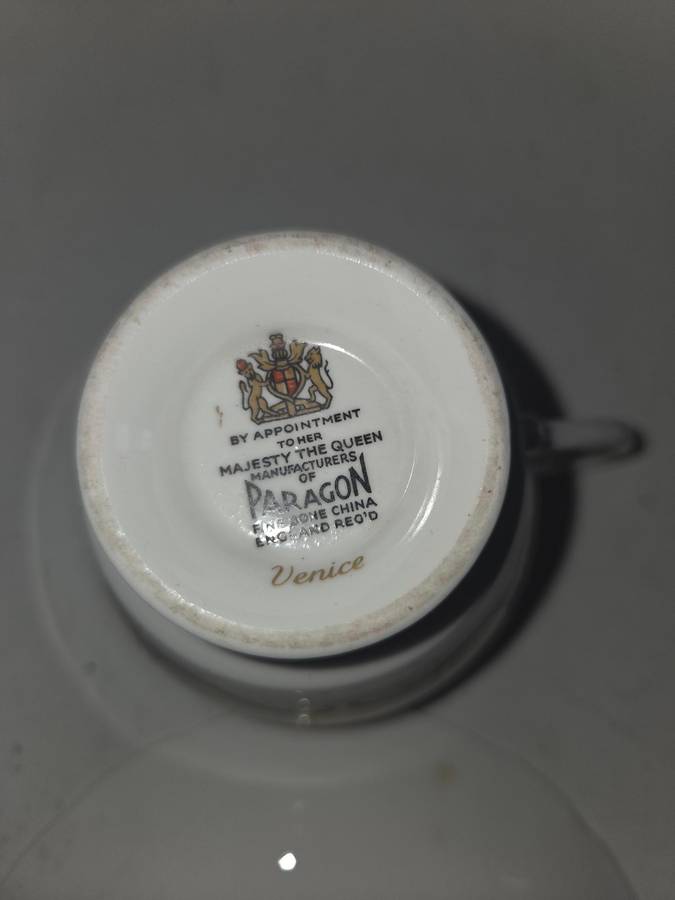 BY APPOINTMENT
TO HER
MAJESTY THE QUEEN
MANUFACTURERS
OF
PARAGON
FINE BONE CHINA
ENGLAND REG'D
Venice